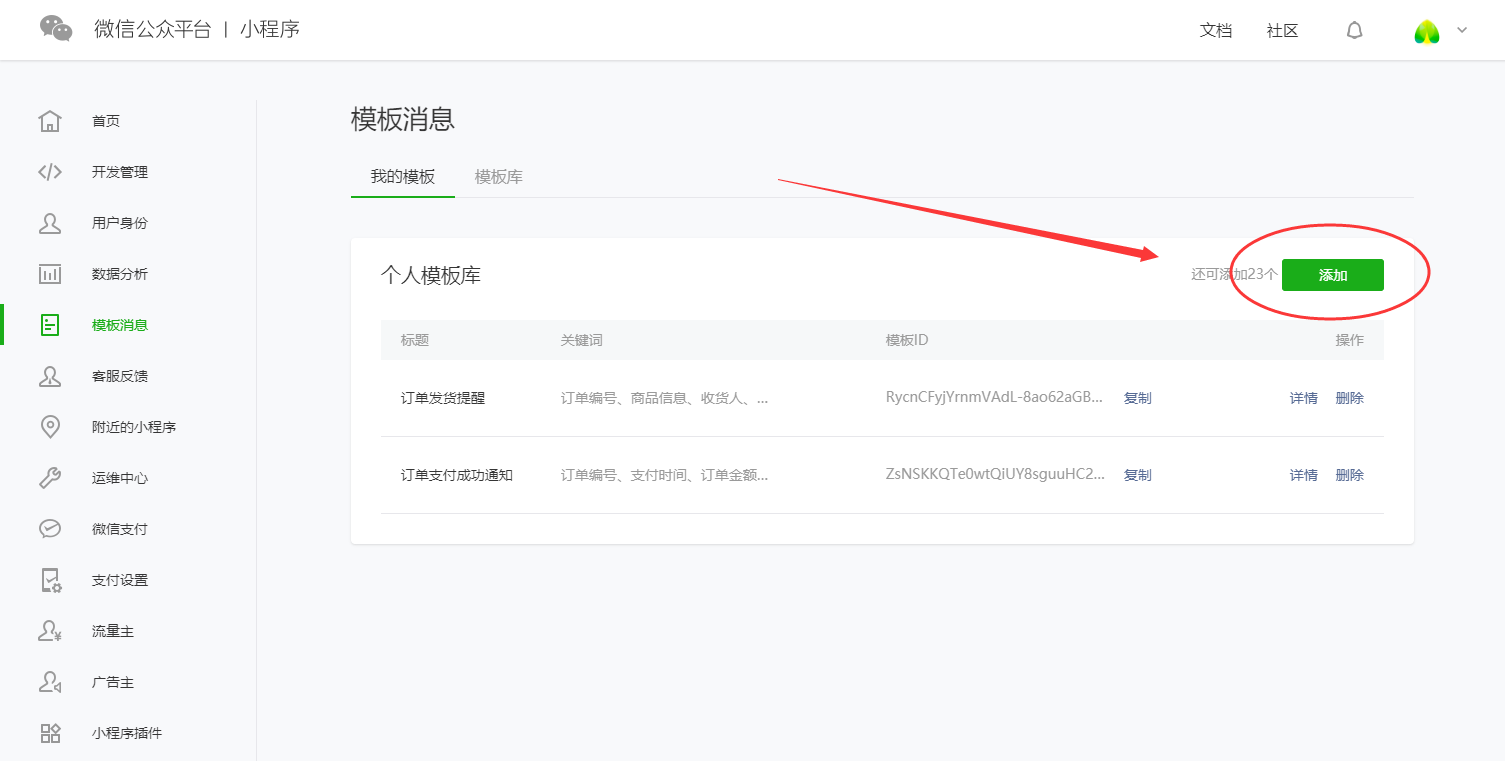 微信公众平台 | 小程序
文档 社区
首页
开发管理
用户身份
数据分析
模板消息
客服反馈
附近的小程序
运维中心
微信支付
支付设置
流量主
广告主
小程序插件
模板消息
我的模板 模板库
个人模板库 还可添加23个 添加
标题 关键词 模板ID 操作
订单发货提醒 订单编号、商品信息、收货人、... RycnCFyjYrnmVAdL-8ao62aGB... 复制 详情 删除
订单支付成功通知 订单编号、支付时间、订单金额... ZsNSKKQTe0wtQiUY8sguuHC2... 复制 详情 删除